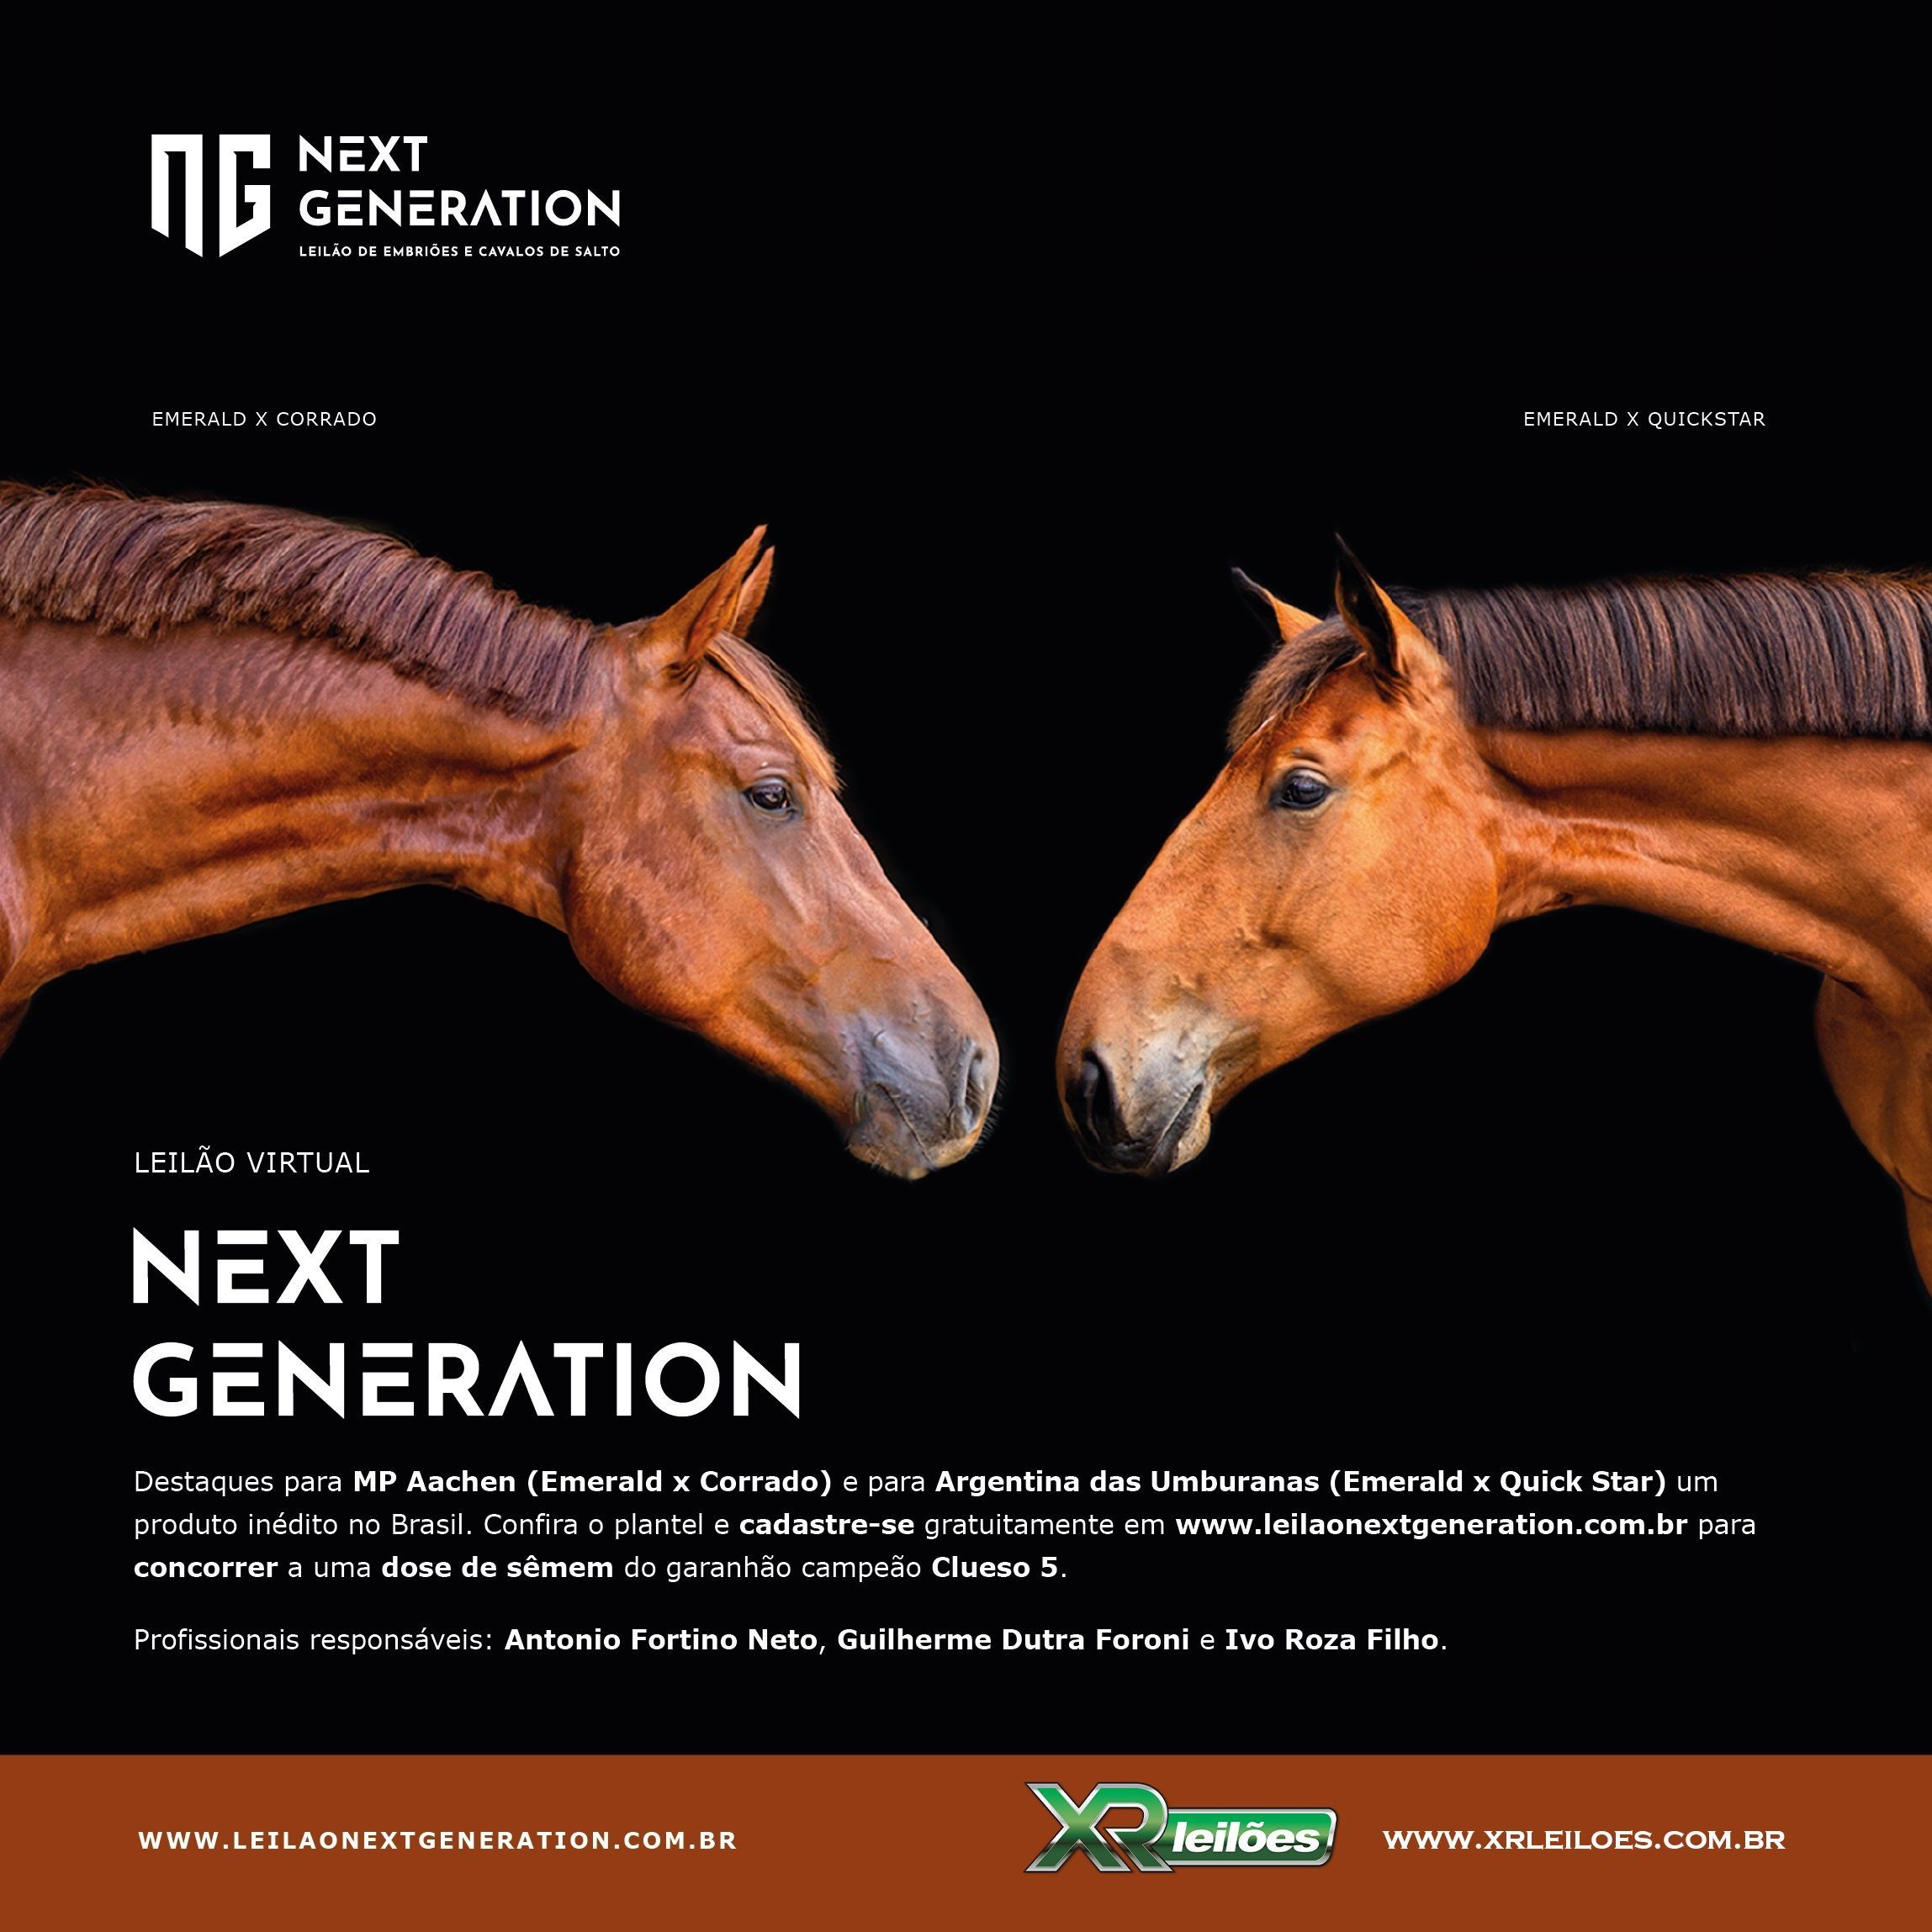 NG NEXT
GENERATION
LEILÃO DE EMBRIÕES E CAVALOS DE SALTO
EMERALD X CORRADO
EMERALD X QUICKSTAR
LEILÃO VIRTUAL
NEXT
GENERATION
Destaques para MP Aachen (Emerald x Corrado) e para Argentina das Umburanas (Emerald x Quick Star) um
produto inédito no Brasil. Confira o plantel e cadastre-se gratuitamente em www.leilaonextgeneration.com.br para
concorrer a uma dose de sêmem do garanhão campeão Clueso 5.
Profissionais responsáveis: Antonio Fortino Neto, Guilherme Dutra Foroni e Ivo Roza Filho.
WWW.LEILAONEXTGENERATION.COM.BR
XR leilões
WWW.XRLEILOES.COM.BR